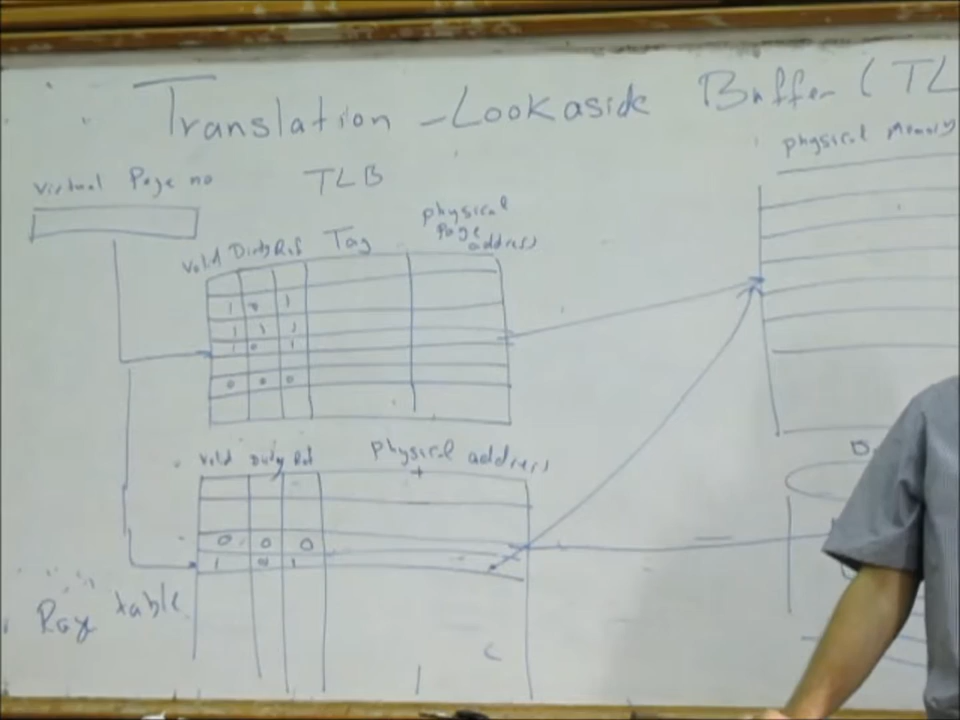 Translation - Lookaside Buffer ( TL
physical Memory
Virtual Page no
TLB
Valid Dirty Ref Tag
physical
Page
address
1 0 1
1 1 1
1 0 1
0 0 0
Valid Dirty Ref physical address
0 0 0
1 0 1
Pag table